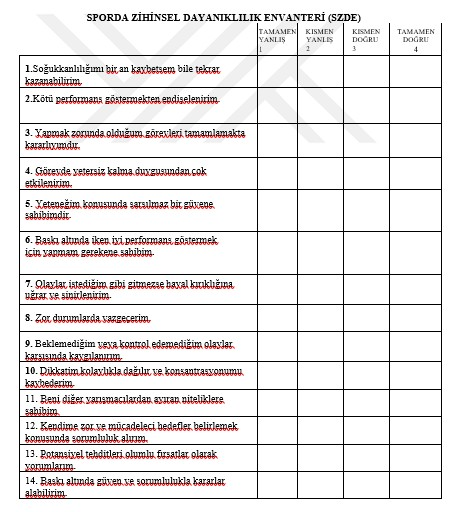 SPORDA ZİHİNSEL DAYANIKLILIK ENVANTERİ (SZDE)
TAMAMEN YANLIŞ 1
KISMEN YANLIŞ 2
KISMEN DOĞRU 3
TAMAMEN DOĞRU 4
1.Soğukkanlılığımı bir an kaybetsem bile tekrar
kazanabilirim.
2.Kötü performans göstermekten endişelenirim.
3. Yapmak zorunda olduğum görevleri tamamlamakta
kararlıyımdır.
4. Görevde yetersiz kalma duygusundan çok
etkilenirim.
5. Yeteneğim konusunda sarsılmaz bir güvene
sahibimdir.
6. Baskı altında iken iyi performans göstermek
için yapmam gerekene sahibim.
7. Olaylar istediğim gibi gitmezse hayal kırıklığına
uğrar ve sinirlenirim.
8. Zor durumlarda vazgeçerim.
9. Beklemediğim veya kontrol edemediğim olaylar
karşısında kaygılanırım.
10. Dikkatim kolaylıkla dağılır ve konsantrasyonumu
kaybederim.
11. Beni diğer yarışmacılardan ayıran niteliklere
sahibim.
12. Kendime zor ve mücadeleci hedefler belirlemek
konusunda sorumluluk alırım.
13. Potansiyel tehditleri olumlu fırsatlar olarak
yorumlarım.
14. Baskı altında güven ve sorumlulukla kararlar
alabilirim.